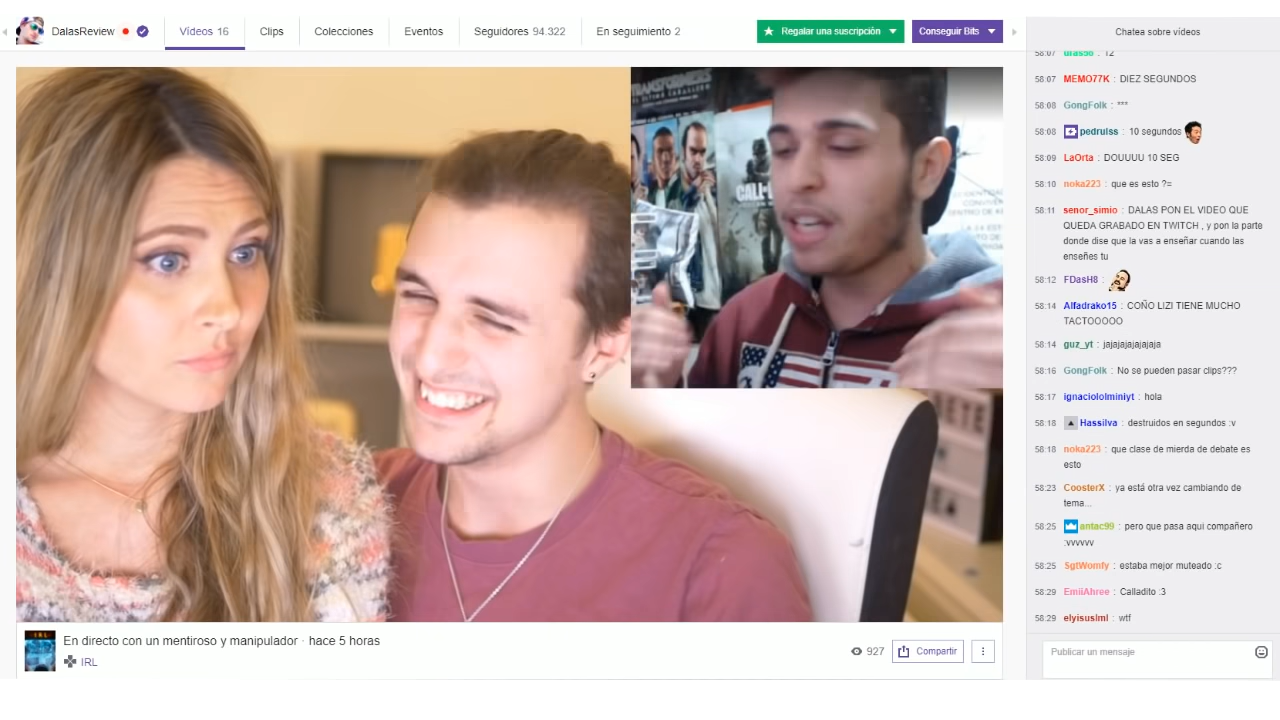 DalasReview
Vídeos 16
Clips
Colecciones
Eventos
Seguidores 94.322
En seguimiento 2
Regalar una suscripción
Conseguir Bits
Chatea sobre vídeos
TRANSFORMERS
CALL
58:07 uras56 : 12
58:07 MEMO77K : DIEZ SEGUNDOS
58:08 GongFolk : ***
58:08 pedruiss : 10 segundos
58:09 LaOrta : DOUUUU 10 SEG
58:10 noka223 : que es esto ?=
58:11 senor_simio : DALAS PON EL VIDEO QUE
QUEDA GRABADO EN TWITCH , y pon la parte
donde dise que la vas a enseñar cuando las
enseñes tu
58:12 FDasH8 :
58:14 Alfadrako15 : COÑO LIZI TIENE MUCHO
TACTOOOOO
58:14 guz_yt : jajajajajajaja
58:16 GongFolk : No se pueden pasar clips???
58:17 ignaciololminiyt : hola
58:18 Hassilva : destruidos en segundos :v
58:18 noka223 : que clase de mierda de debate es
esto
58:23 CoosterX : ya está otra vez cambiando de
tema...
58:25 antac99 : pero que pasa aqui compañero
:vvvvvv
58:25 SgtWomfy : estaba mejor muteado :c
58:29 EmiiAhree : Calladito :3
58:29 elyisuslml : wtf
Publicar un mensaje
En directo con un mentiroso y manipulador · hace 5 horas
IRL
927
Compartir